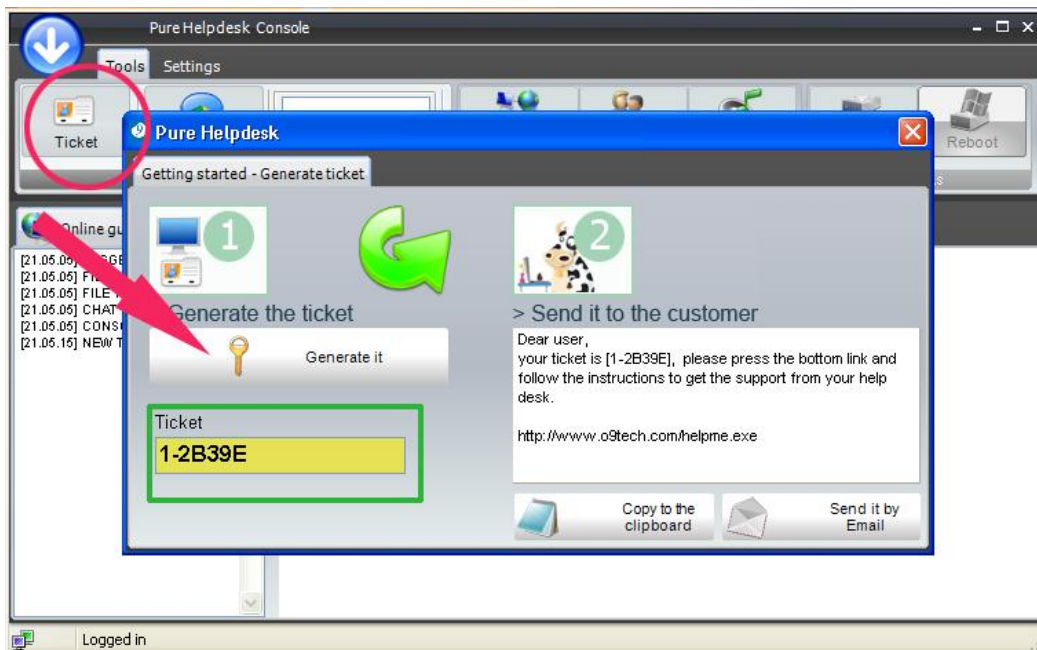 Pure Helpdesk Console
Tools Settings
Ticket
Reboot
Pure Helpdesk
Getting started - Generate ticket
1
2
Generate the ticket
> Send it to the customer
Generate it
Dear user,
your ticket is [1-2B39E], please press the bottom link and
follow the instructions to get the support from your help
desk.
http://www.o9tech.com/helpme.exe
Ticket
1-2B39E
Copy to the
clipboard
Send it by
Email
Online gu
[21.05.05]
[21.05.05]
[21.05.05] FILE
[21.05.05] CHAT
[21.05.05] CONS
[21.05.15] NEW T
Logged in